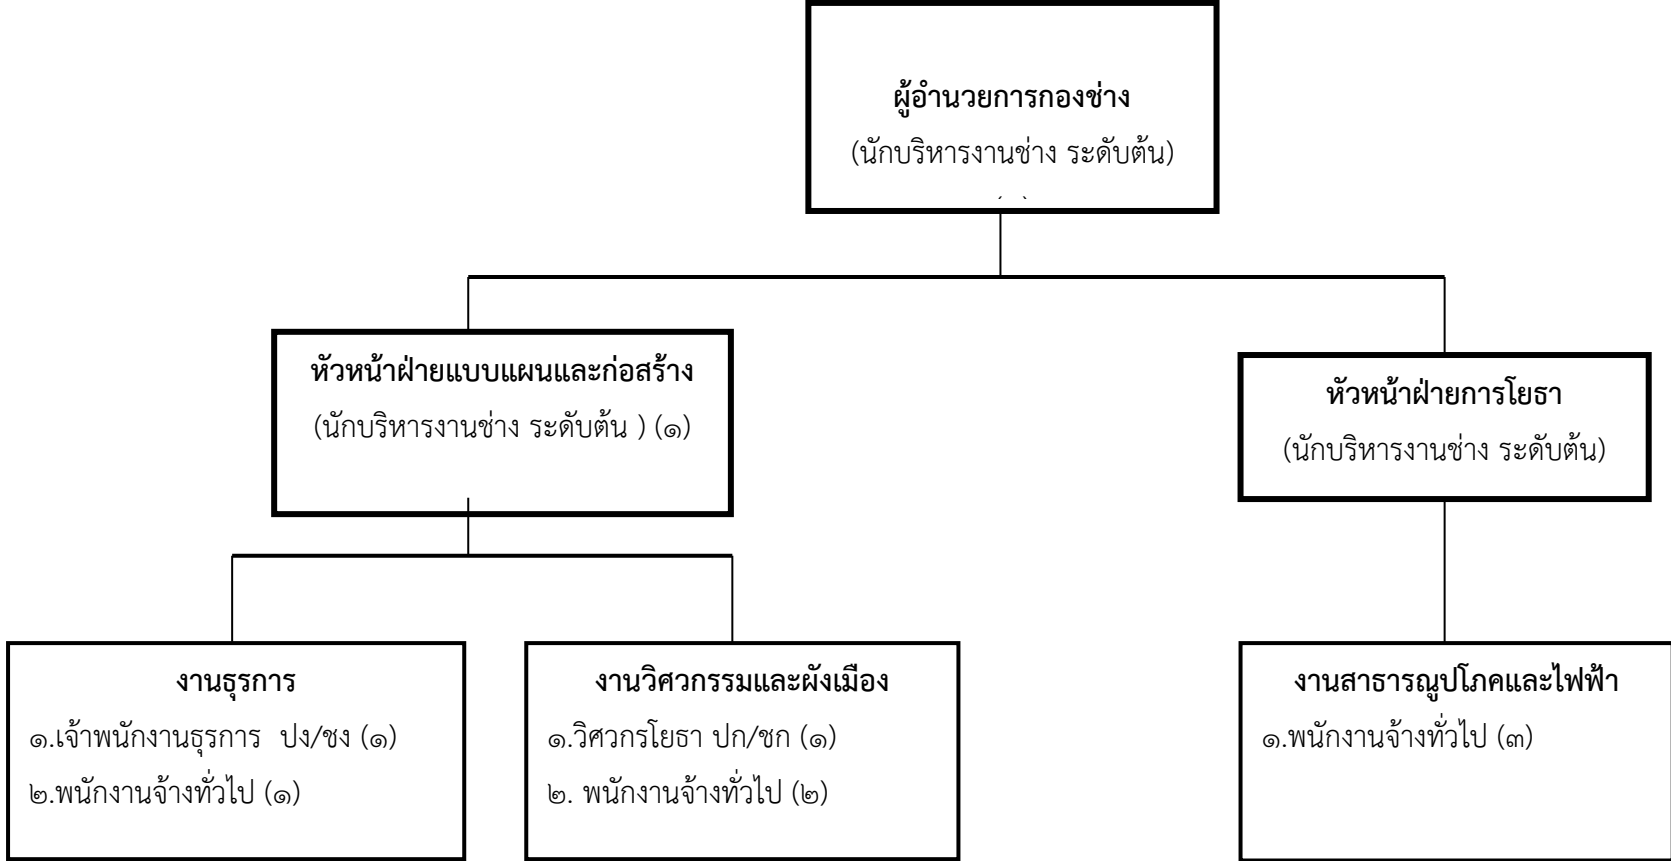 ผู้อำนวยการกองช่าง
(นักบริหารงานช่าง ระดับต้น)
หัวหน้าฝ่ายแบบแผนและก่อสร้าง
(นักบริหารงานช่าง ระดับต้น ) (๑)
หัวหน้าฝ่ายการโยธา
(นักบริหารงานช่าง ระดับต้น)
งานธุรการ
๑.เจ้าพนักงานธุรการ ปง/ชง (๑)
๒.พนักงานจ้างทั่วไป (๑)
งานวิศวกรรมและผังเมือง
๑.วิศวกรโยธา ปก/ชก (๑)
๒. พนักงานจ้างทั่วไป (๒)
งานสาธารณูปโภคและไฟฟ้า
๑.พนักงานจ้างทั่วไป (๓)